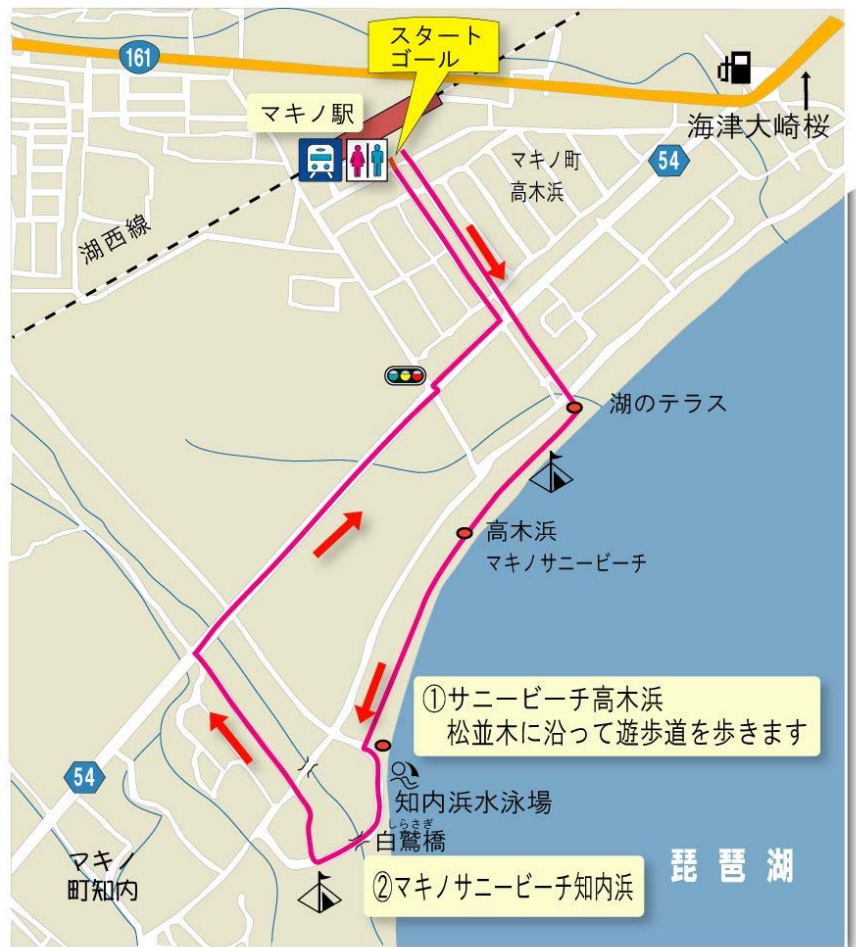 161
スタート
ゴール
マキノ駅
海津大崎桜
54
マキノ町
高木浜
湖西線
湖のテラス
高木浜
マキノサニービーチ
①サニービーチ高木浜
松並木に沿って遊歩道を歩きます
知内浜水泳場
しらさぎ
白鷺橋
54
マキノ
町知内
②マキノサニービーチ知内浜
琵琶湖